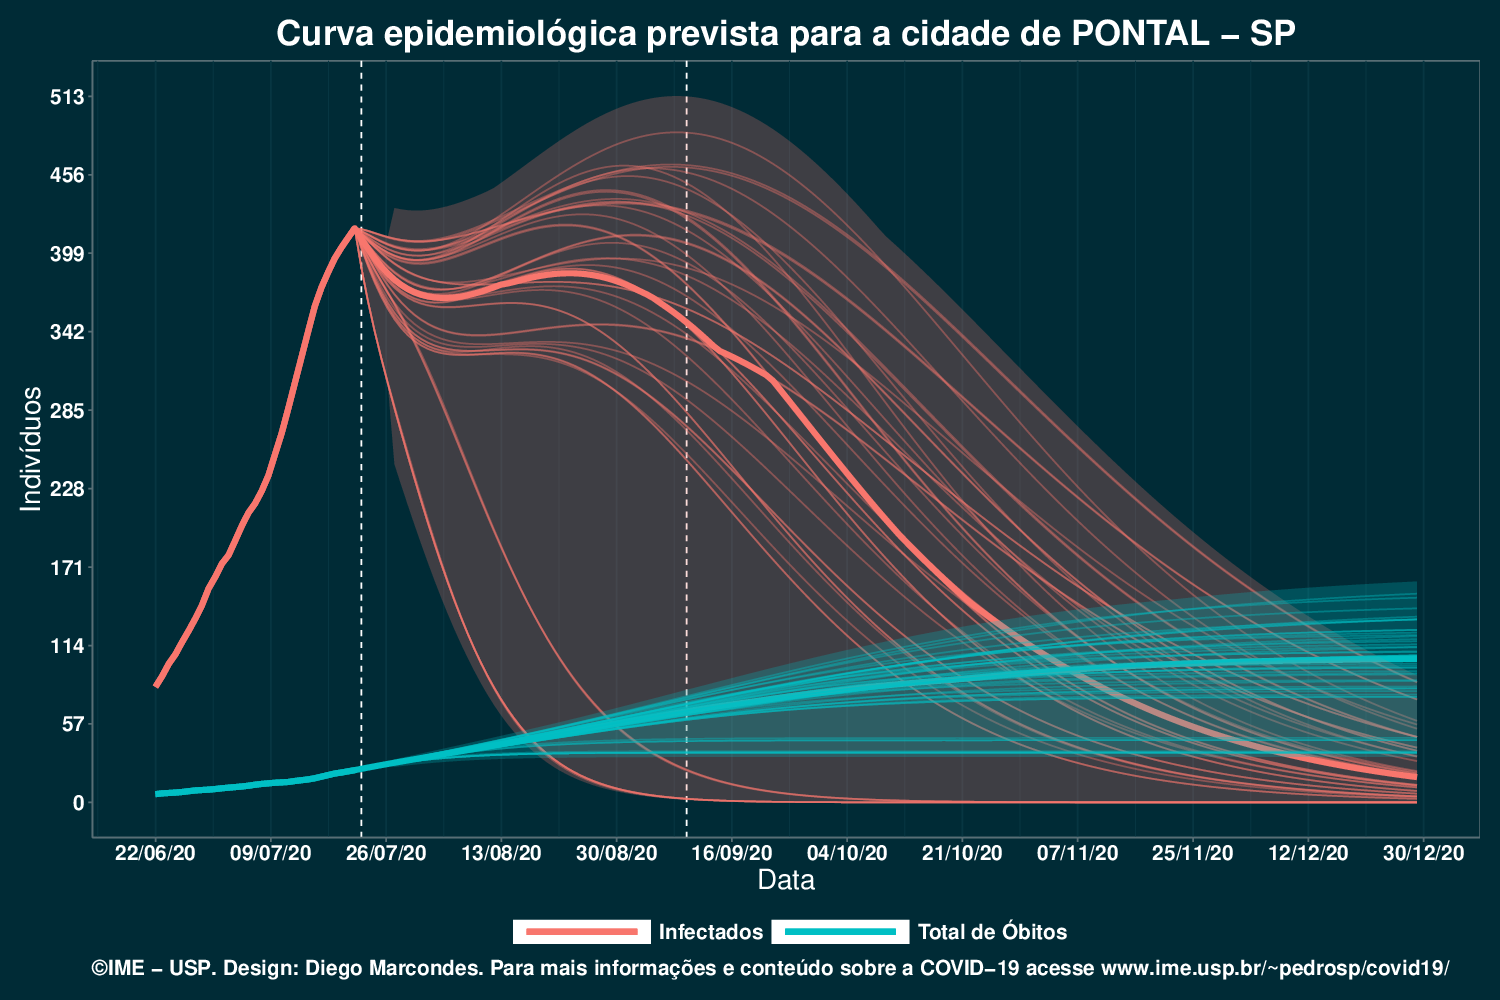 Curva epidemiológica prevista para a cidade de PONTAL – SP
Indivíduos
513
456
399
342
285
228
171
114
57
0
22/06/20 09/07/20 26/07/20 13/08/20 30/08/20 16/09/20 04/10/20 21/10/20 07/11/20 25/11/20 12/12/20 30/12/20
Data
Infectados Total de Óbitos
©IME – USP. Design: Diego Marcondes. Para mais informações e conteúdo sobre a COVID–19 acesse www.ime.usp.br/~pedrosp/covid19/